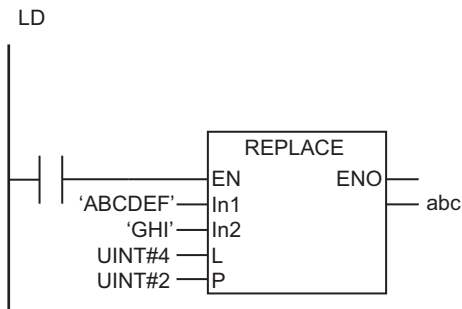 LD
REPLACE
EN ENO
‘ABCDEF’ In1 abc
‘GHI’ In2
UINT#4 L
UINT#2 P